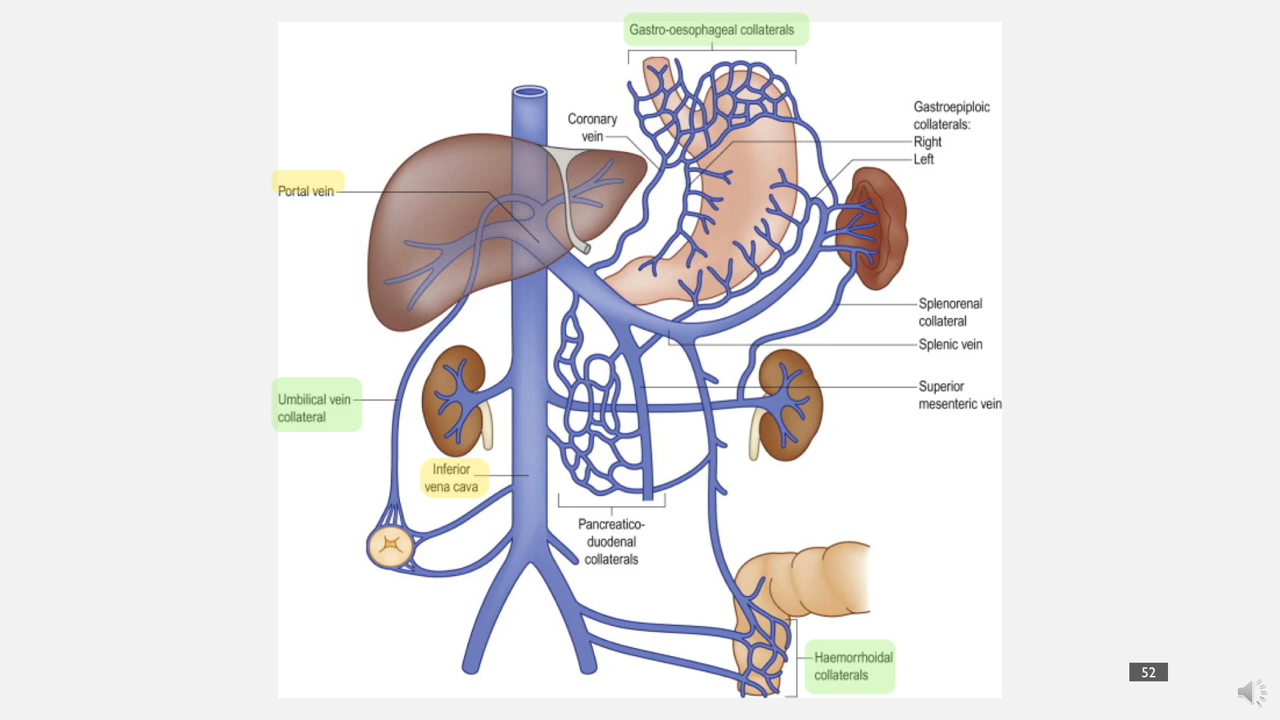 Gastro-oesophageal collaterals
Coronary
vein
Gastroepiploic
collaterals:
Right
Left
Portal vein
Splenorenal
collateral
Splenic vein
Superior
mesenteric vein
Umbilical vein
collateral
Inferior
vena cava
Pancreatico-
duodenal
collaterals
Haemorrhoidal
collaterals
52